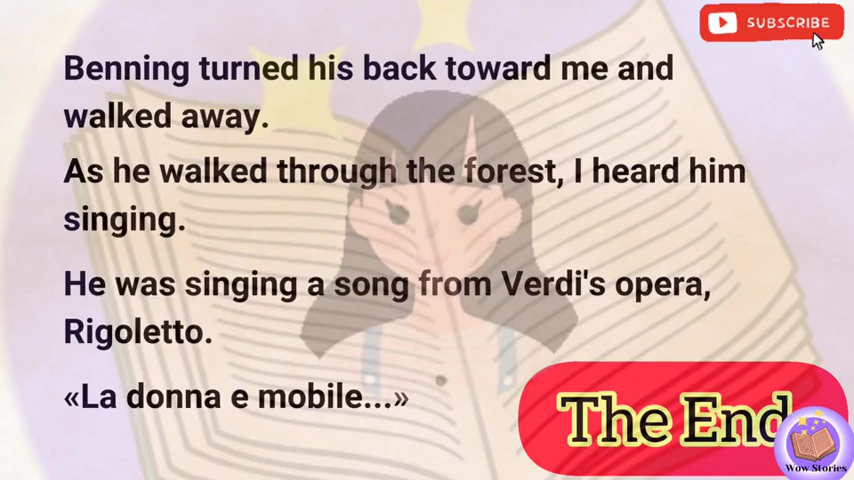 SUBSCRIBE
Benning turned his back toward me and
walked away.
As he walked through the forest, I heard him
singing.
He was singing a song from Verdi's opera,
Rigoletto.
«La donna e mobile...»
The End
Wow Stories